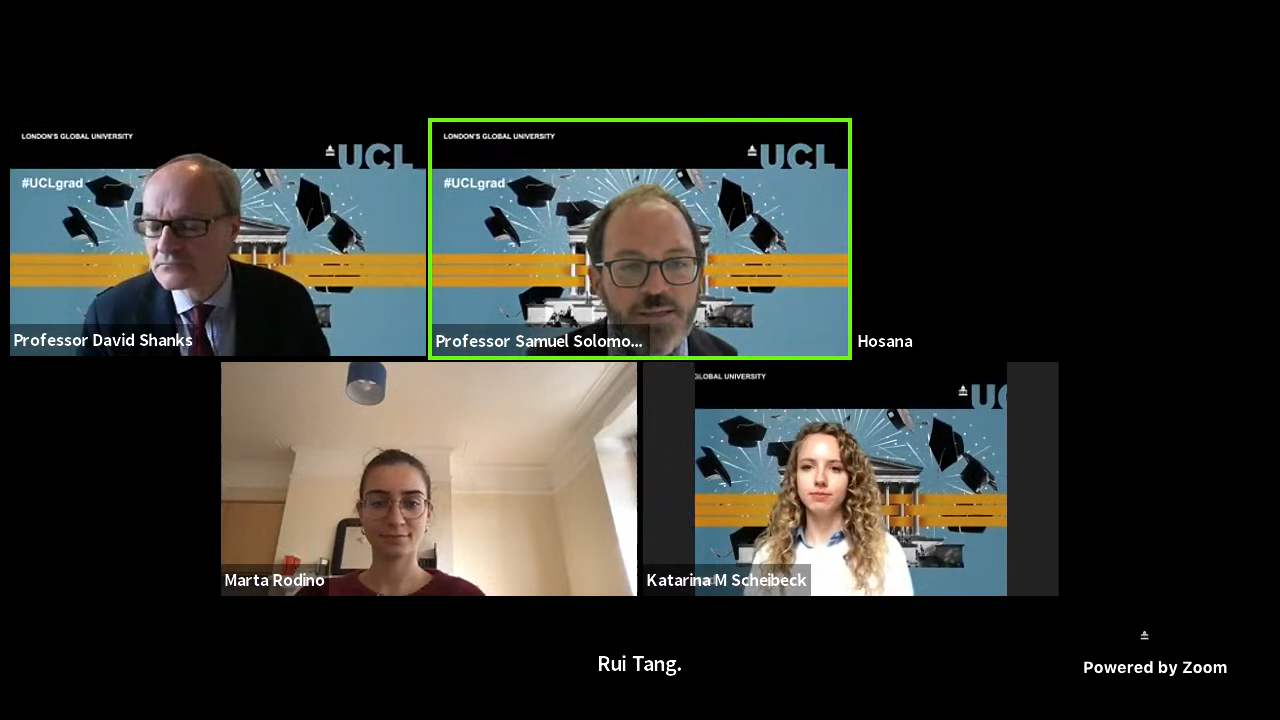 LONDON'S GLOBAL UNIVERSITY
UCL
#UCLgrad
Professor David Shanks
LONDON'S GLOBAL UNIVERSITY
UCL
#UCLgrad
Professor Samuel Solomo...
Hosana
Marta Rodino
GLOBAL UNIVERSITY
UC
Katarina M Scheibeck
Rui Tang.
Powered by Zoom